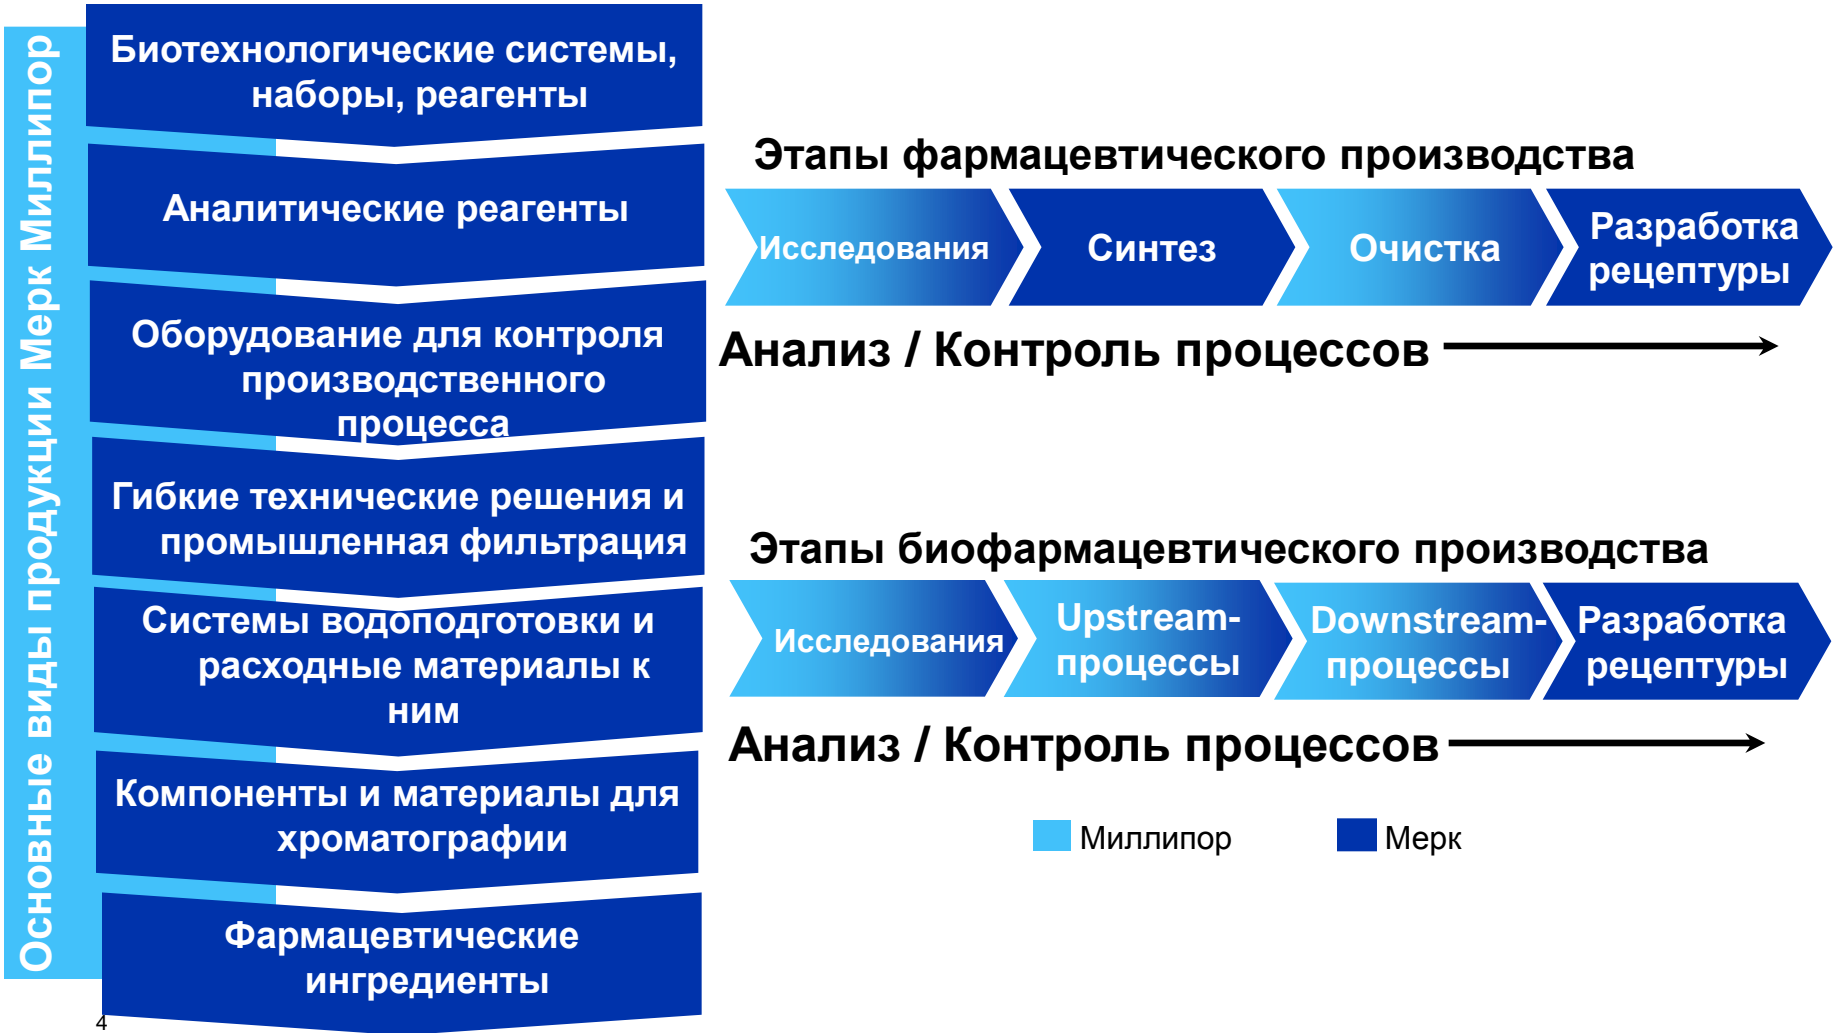 Основные виды продукции Мерк Миллипор
Биотехнологические системы,
наборы, реагенты
Аналитические реагенты
Оборудование для контроля
производственного
процесса
Гибкие технические решения и
промышленная фильтрация
Системы водоподготовки и
расходные материалы к
ним
Компоненты и материалы для
хроматографии
Фармацевтические
ингредиенты
4
Этапы фармацевтического производства
Исследования
Синтез
Очистка
Разработка
рецептуры
Анализ / Контроль процессов
Этапы биофармацевтического производства
Исследования
Upstream-
процессы
Downstream-
процессы
Разработка
рецептуры
Анализ / Контроль процессов
Миллипор
Мерк